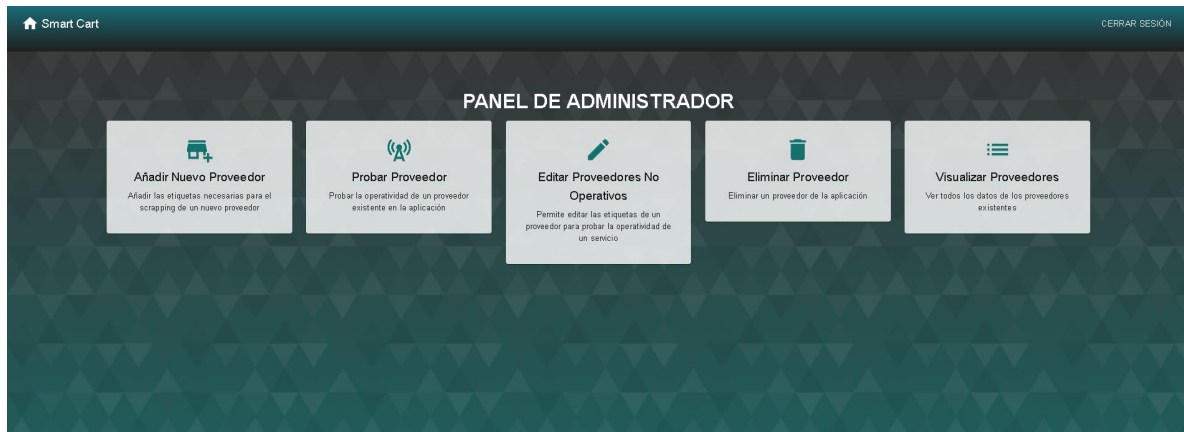 Smart Cart
CERRAR SESIÓN
PANEL DE ADMINISTRADOR
Añadir Nuevo Proveedor
Añadir las etiquetas necesarias para el
scrapping de un nuevo proveedor
Probar Proveedor
Probar la operatividad de un proveedor
existente en la aplicación
Editar Proveedores No
Operativos
Permite editar las etiquetas de un
proveedor para probar la operatividad de
un servicio
Eliminar Proveedor
Eliminar un proveedor de la aplicación
Visualizar Proveedores
Ver todos los datos de los proveedores
existentes